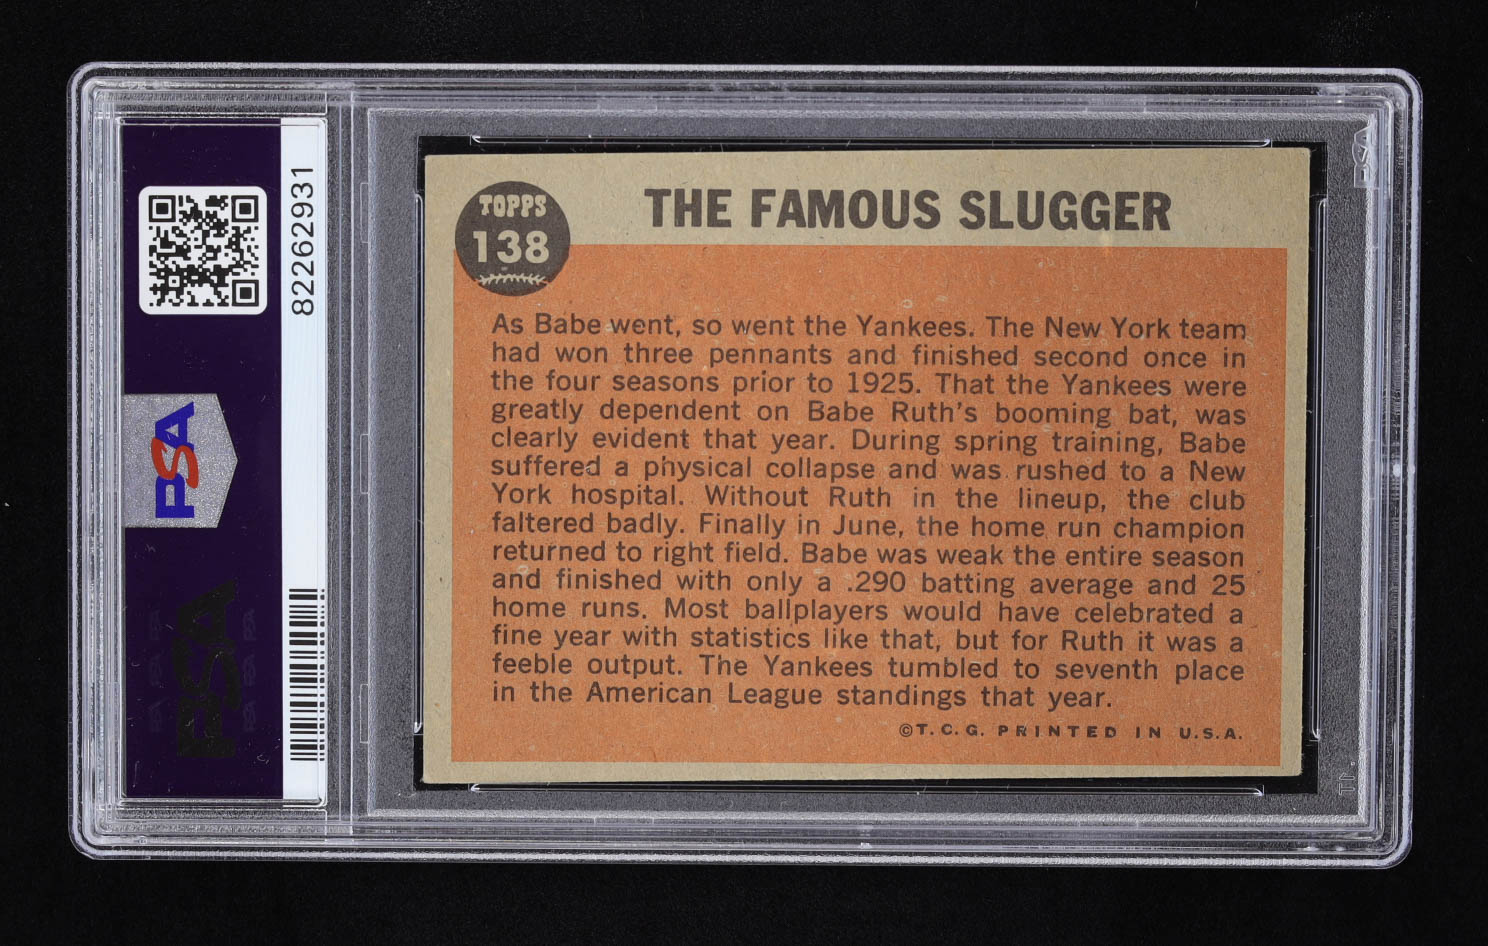 TOPPS
138
THE FAMOUS SLUGGER
As Babe went, so went the Yankees. The New York team
had won three pennants and finished second once in
the four seasons prior to 1925. That the Yankees were
greatly dependent on Babe Ruth's booming bat, was
clearly evident that year. During spring training, Babe
suffered a physical collapse and was rushed to a New
York hospital. Without Ruth in the lineup, the club
faltered badly. Finally in June, the home run champion
returned to right field. Babe was weak the entire season
and finished with only a .290 batting average and 25
home runs. Most ballplayers would have celebrated a
fine year with statistics like that, but for Ruth it was a
feeble output. The Yankees tumbled to seventh place
in the American League standings that year.
©T.C.G. PRINTED IN U.S.A.
82262931
PSA
PSA
PSA
T1